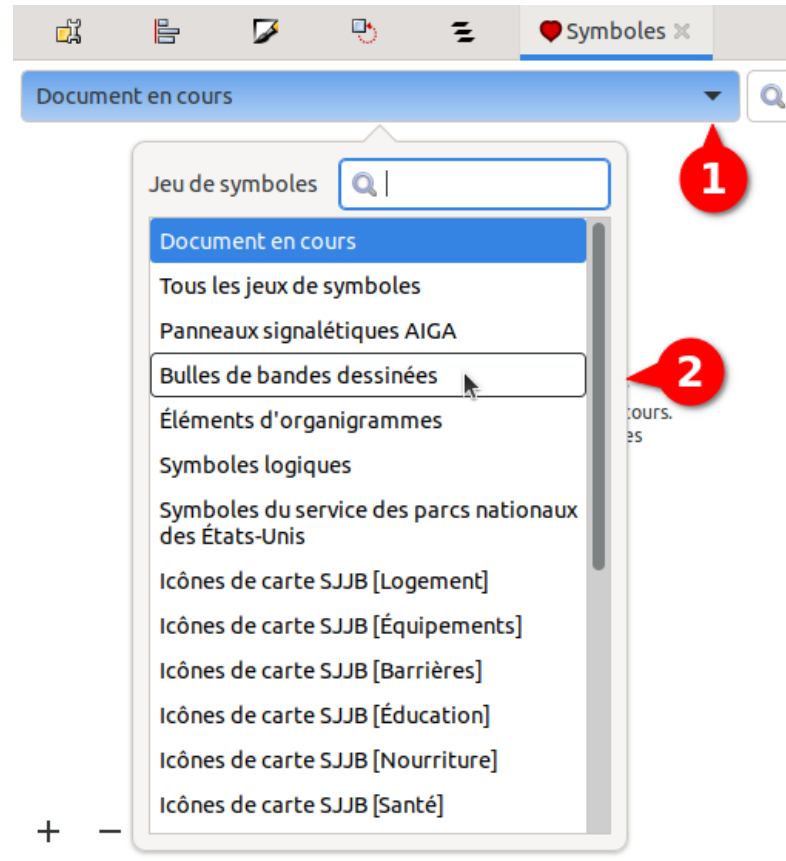 Symboles
Document en cours
1
Jeu de symboles
Document en cours
Tous les jeux de symboles
Panneaux signalétiques AIGA
Bulles de bandes dessinées
2
Éléments d'organigrammes
ours.
es
Symboles logiques
Symboles du service des parcs nationaux
des États-Unis
Icônes de carte SJJB [Logement]
Icônes de carte SJJB [Équipements]
Icônes de carte SJJB [Barrières]
Icônes de carte SJJB [Éducation]
Icônes de carte SJJB [Nourriture]
Icônes de carte SJJB [Santé]
+ −